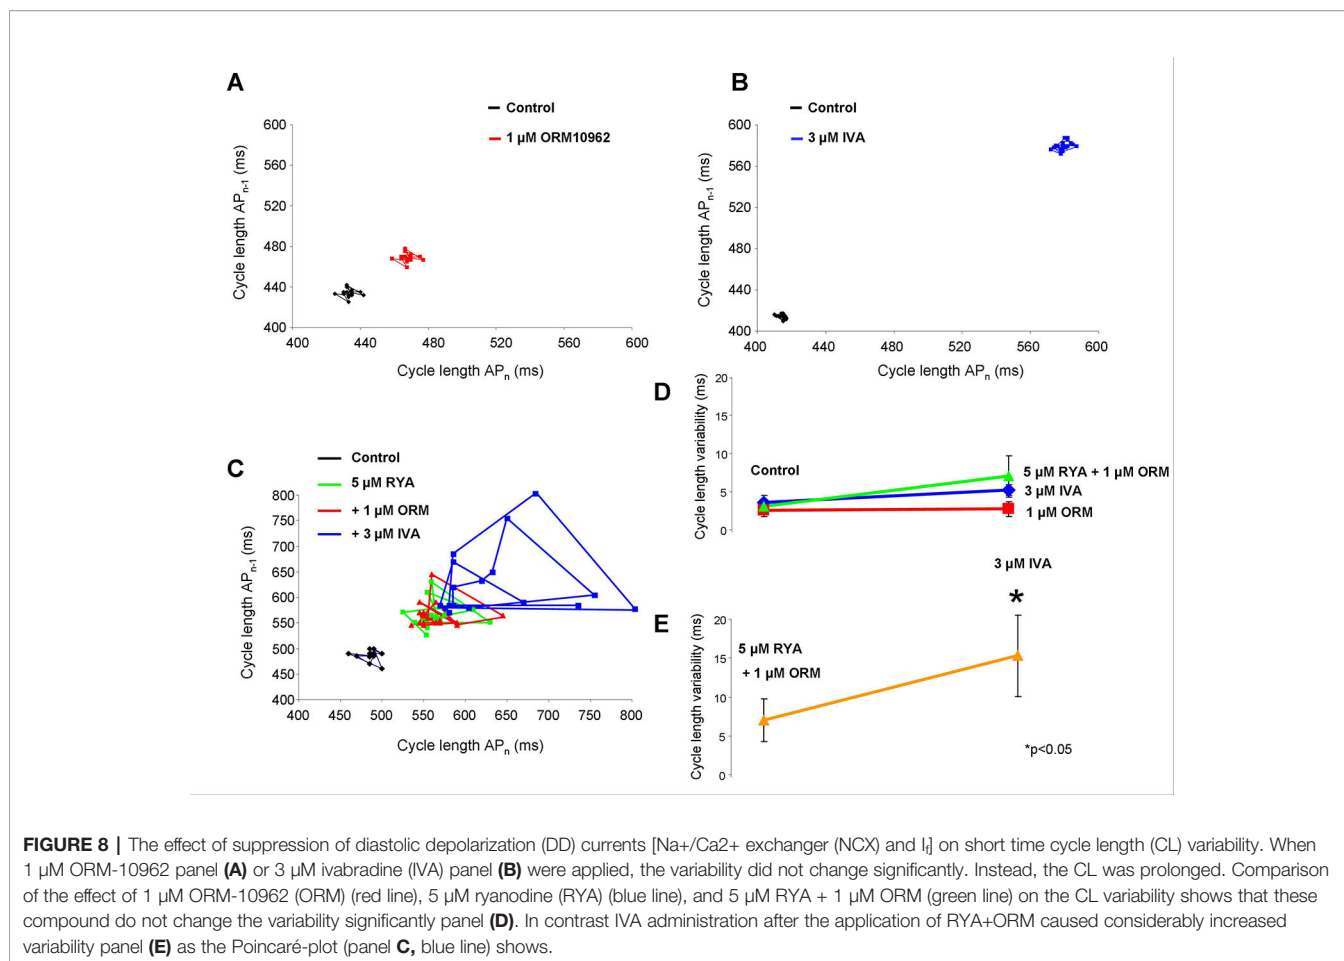 A
Control
1 µM ORM10962
600
560
520
480
440
400
Cycle length APn-1 (ms)
400 440 480 520 560 600
Cycle length APn (ms)
B
Control
3 µM IVA
600
560
520
480
440
400
Cycle length APn-1 (ms)
400 440 480 520 560 600
Cycle length APn (ms)
C
Control
5 µM RYA
+ 1 µM ORM
+ 3 µM IVA
800
750
700
650
600
550
500
450
400
Cycle length APn-1 (ms)
400 450 500 550 600 650 700 750 800
Cycle length APn (ms)
D
20
15
10
5
0
Cycle length variability (ms)
Control
5 µM RYA + 1 µM ORM
3 µM IVA
1 µM ORM
E
20
15
10
5
0
Cycle length variability (ms)
5 µM RYA
+ 1 µM ORM
3 µM IVA
*
*p<0.05
FIGURE 8 | The effect of suppression of diastolic depolarization (DD) currents [Na+/Ca2+ exchanger (NCX) and If] on short time cycle length (CL) variability. When
1 µM ORM-10962 panel (A) or 3 µM ivabradine (IVA) panel (B) were applied, the variability did not change significantly. Instead, the CL was prolonged. Comparison
of the effect of 1 µM ORM-10962 (ORM) (red line), 5 µM ryanodine (RYA) (blue line), and 5 µM RYA + 1 µM ORM (green line) on the CL variability shows that these
compound do not change the variability significantly panel (D). In contrast IVA administration after the application of RYA+ORM caused considerably increased
variability panel (E) as the Poincaré-plot (panel C, blue line) shows.